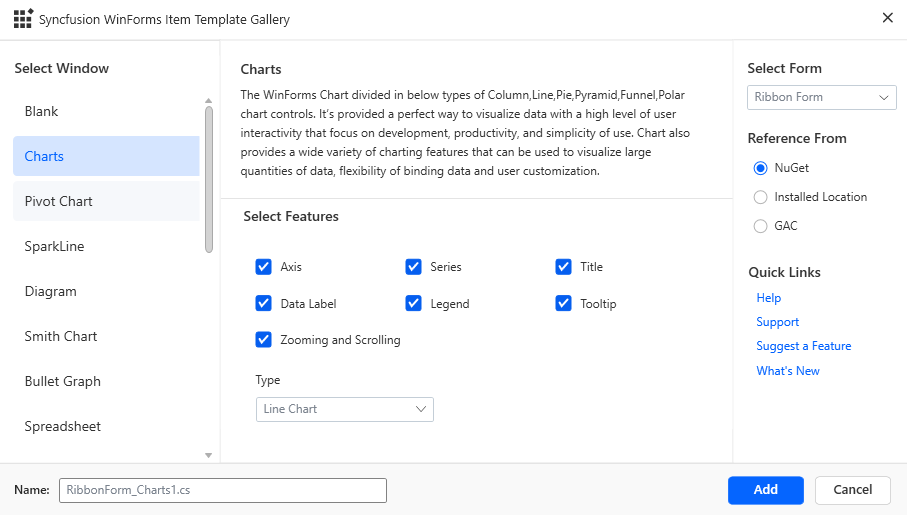 Syncfusion WinForms Item Template Gallery
Select Window
Blank
Charts
Pivot Chart
SparkLine
Diagram
Smith Chart
Bullet Graph
Spreadsheet
Charts
The WinForms Chart divided in below types of Column,Line,Pie,Pyramid,Funnel,Polar
chart controls. It's provided a perfect way to visualize data with a high level of user
interactivity that focus on development, productivity, and simplicity of use. Chart also
provides a wide variety of charting features that can be used to visualize large
quantities of data, flexibility of binding data and user customization.
Select Features
Axis
Series
Title
Data Label
Legend
Tooltip
Zooming and Scrolling
Type
Line Chart
Select Form
Ribbon Form
Reference From
NuGet
Installed Location
GAC
Quick Links
Help
Support
Suggest a Feature
What's New
Name: RibbonForm_Charts1.cs
Add
Cancel